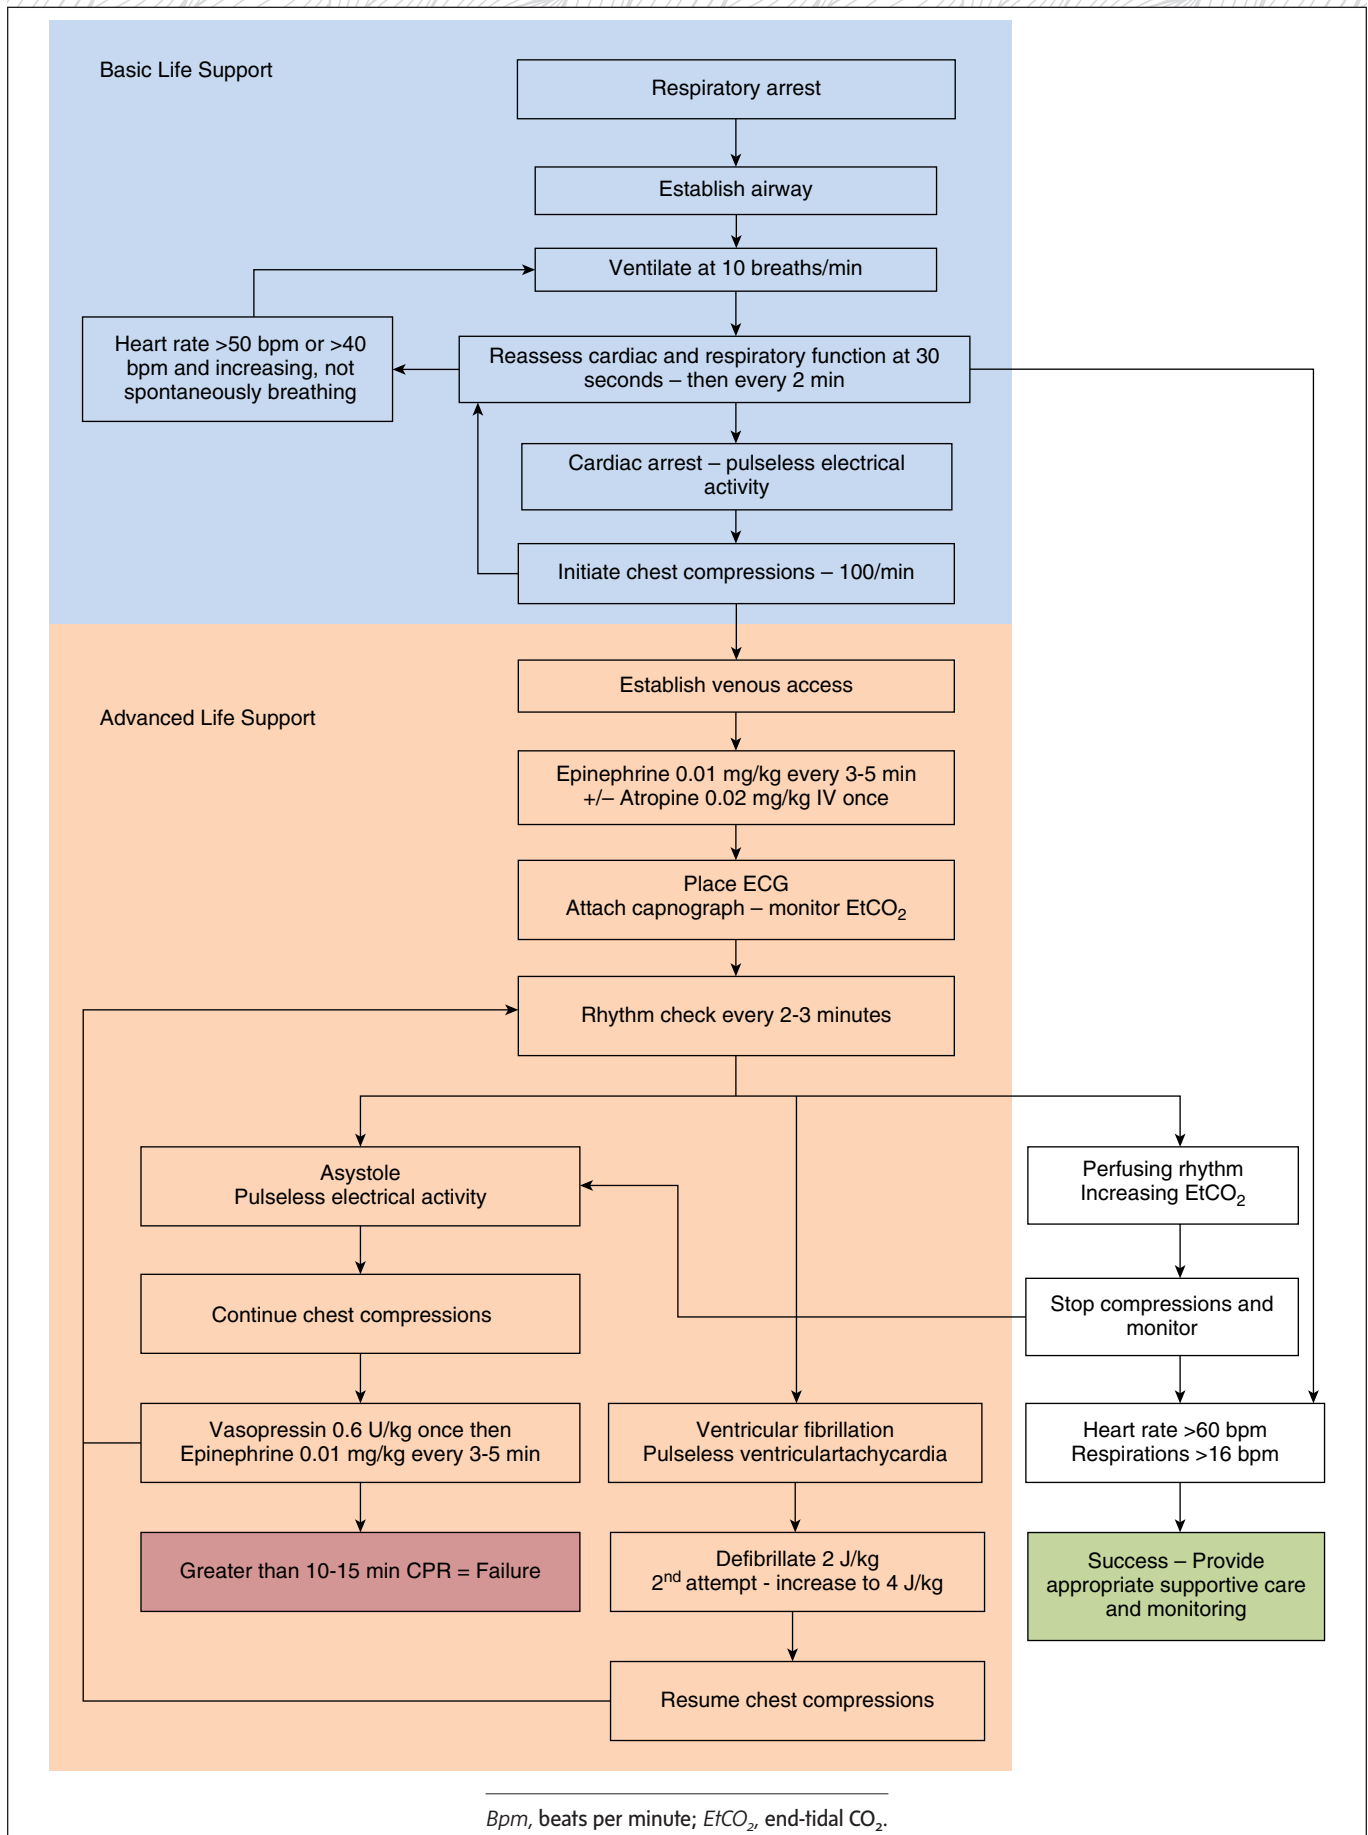 Basic Life Support
Respiratory arrest
Establish airway
Ventilate at 10 breaths/min
Heart rate >50 bpm or >40
bpm and increasing, not
spontaneously breathing
Reassess cardiac and respiratory function at 30
seconds – then every 2 min
Cardiac arrest – pulseless electrical
activity
Initiate chest compressions – 100/min
Advanced Life Support
Establish venous access
Epinephrine 0.01 mg/kg every 3-5 min
+/– Atropine 0.02 mg/kg IV once
Place ECG
Attach capnograph – monitor EtCO₂
Rhythm check every 2-3 minutes
Asystole
Pulseless electrical activity
Perfusing rhythm
Increasing EtCO₂
Continue chest compressions
Stop compressions and
monitor
Vasopressin 0.6 U/kg once then
Epinephrine 0.01 mg/kg every 3-5 min
Ventricular fibrillation
Pulseless ventriculartachycardia
Heart rate >60 bpm
Respirations >16 bpm
Greater than 10-15 min CPR = Failure
Defibrillate 2 J/kg
2nd attempt - increase to 4 J/kg
Success – Provide
appropriate supportive care
and monitoring
Resume chest compressions
Bpm, beats per minute; EtCO₂, end-tidal CO₂.